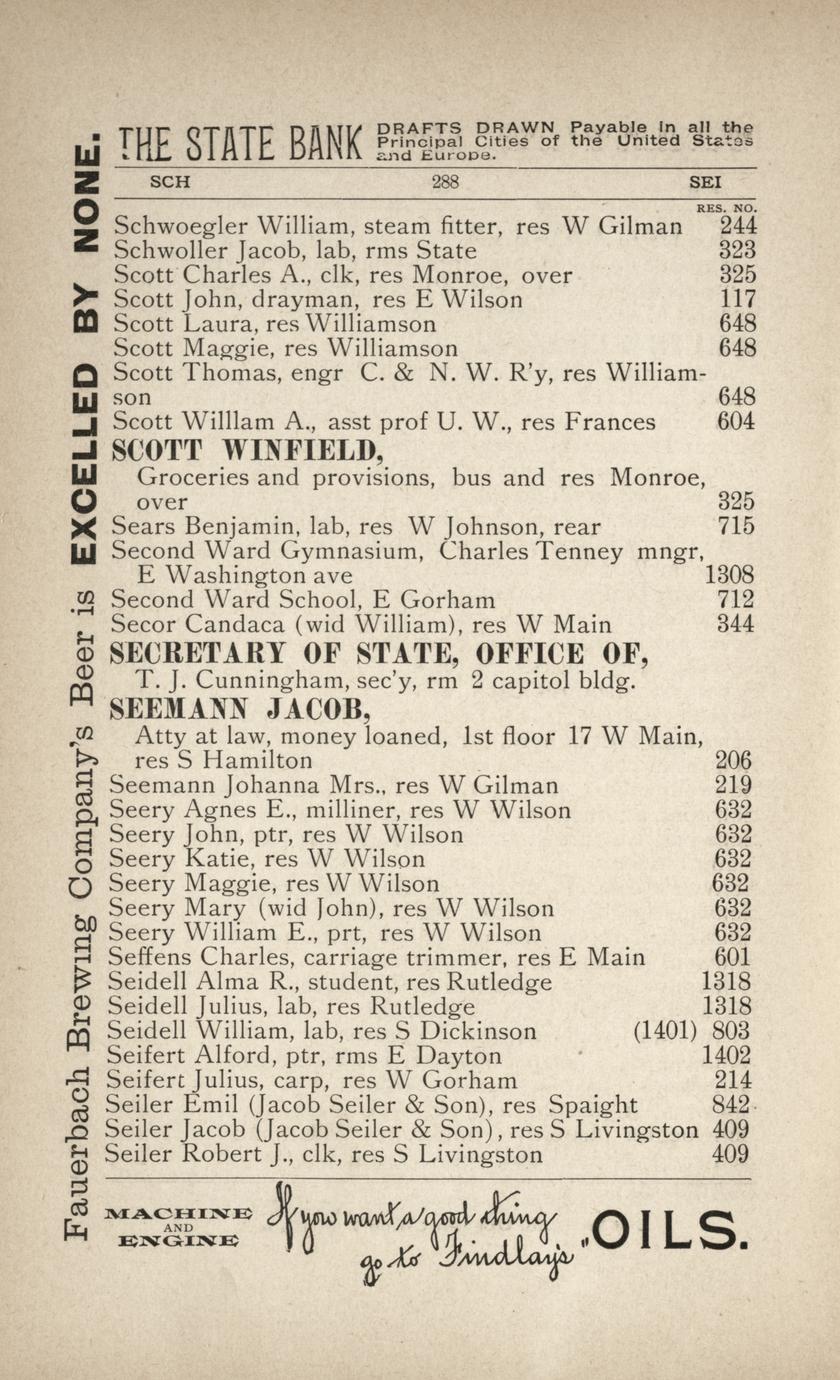 THE STATE BANK
DRAFTS DRAWN Payable in all the
Principal Cities of the United States
and Europe.
SCH 288 SEI
RES. NO.
Schwoegler William, steam fitter, res W Gilman 244
Schwoller Jacob, lab, rms State 323
Scott Charles A., clk, res Monroe, over 325
Scott John, drayman, res E Wilson 117
Scott Laura, res Williamson 648
Scott Maggie, res Williamson 648
Scott Thomas, engr C. & N. W. R'y, res William-
son 648
Scott Willlam A., asst prof U. W., res Frances 604
SCOTT WINFIELD,
Groceries and provisions, bus and res Monroe,
over 325
Sears Benjamin, lab, res W Johnson, rear 715
Second Ward Gymnasium, Charles Tenney mngr,
E Washington ave 1308
Second Ward School, E Gorham 712
Secor Candaca (wid William), res W Main 344
SECRETARY OF STATE, OFFICE OF,
T. J. Cunningham, sec'y, rm 2 capitol bldg.
SEEMANN JACOB,
Atty at law, money loaned, 1st floor 17 W Main,
res S Hamilton 206
Seemann Johanna Mrs., res W Gilman 219
Seery Agnes E., milliner, res W Wilson 632
Seery John, ptr, res W Wilson 632
Seery Katie, res W Wilson 632
Seery Maggie, res W Wilson 632
Seery Mary (wid John), res W Wilson 632
Seery William E., prt, res W Wilson 632
Seffens Charles, carriage trimmer, res E Main 601
Seidell Alma R., student, res Rutledge 1318
Seidell Julius, lab, res Rutledge 1318
Seidell William, lab, res S Dickinson (1401) 803
Seifert Alford, ptr, rms E Dayton 1402
Seifert Julius, carp, res W Gorham 214
Seiler Emil (Jacob Seiler & Son), res Spaight 842
Seiler Jacob (Jacob Seiler & Son), res S Livingston 409
Seiler Robert J., clk, res S Livingston 409
MACHINE
AND
ENGINE
If you want a good thing
go to Findlay's
OILS.
Fauerbach Brewing Company's Beer is EXCELLED BY NONE.